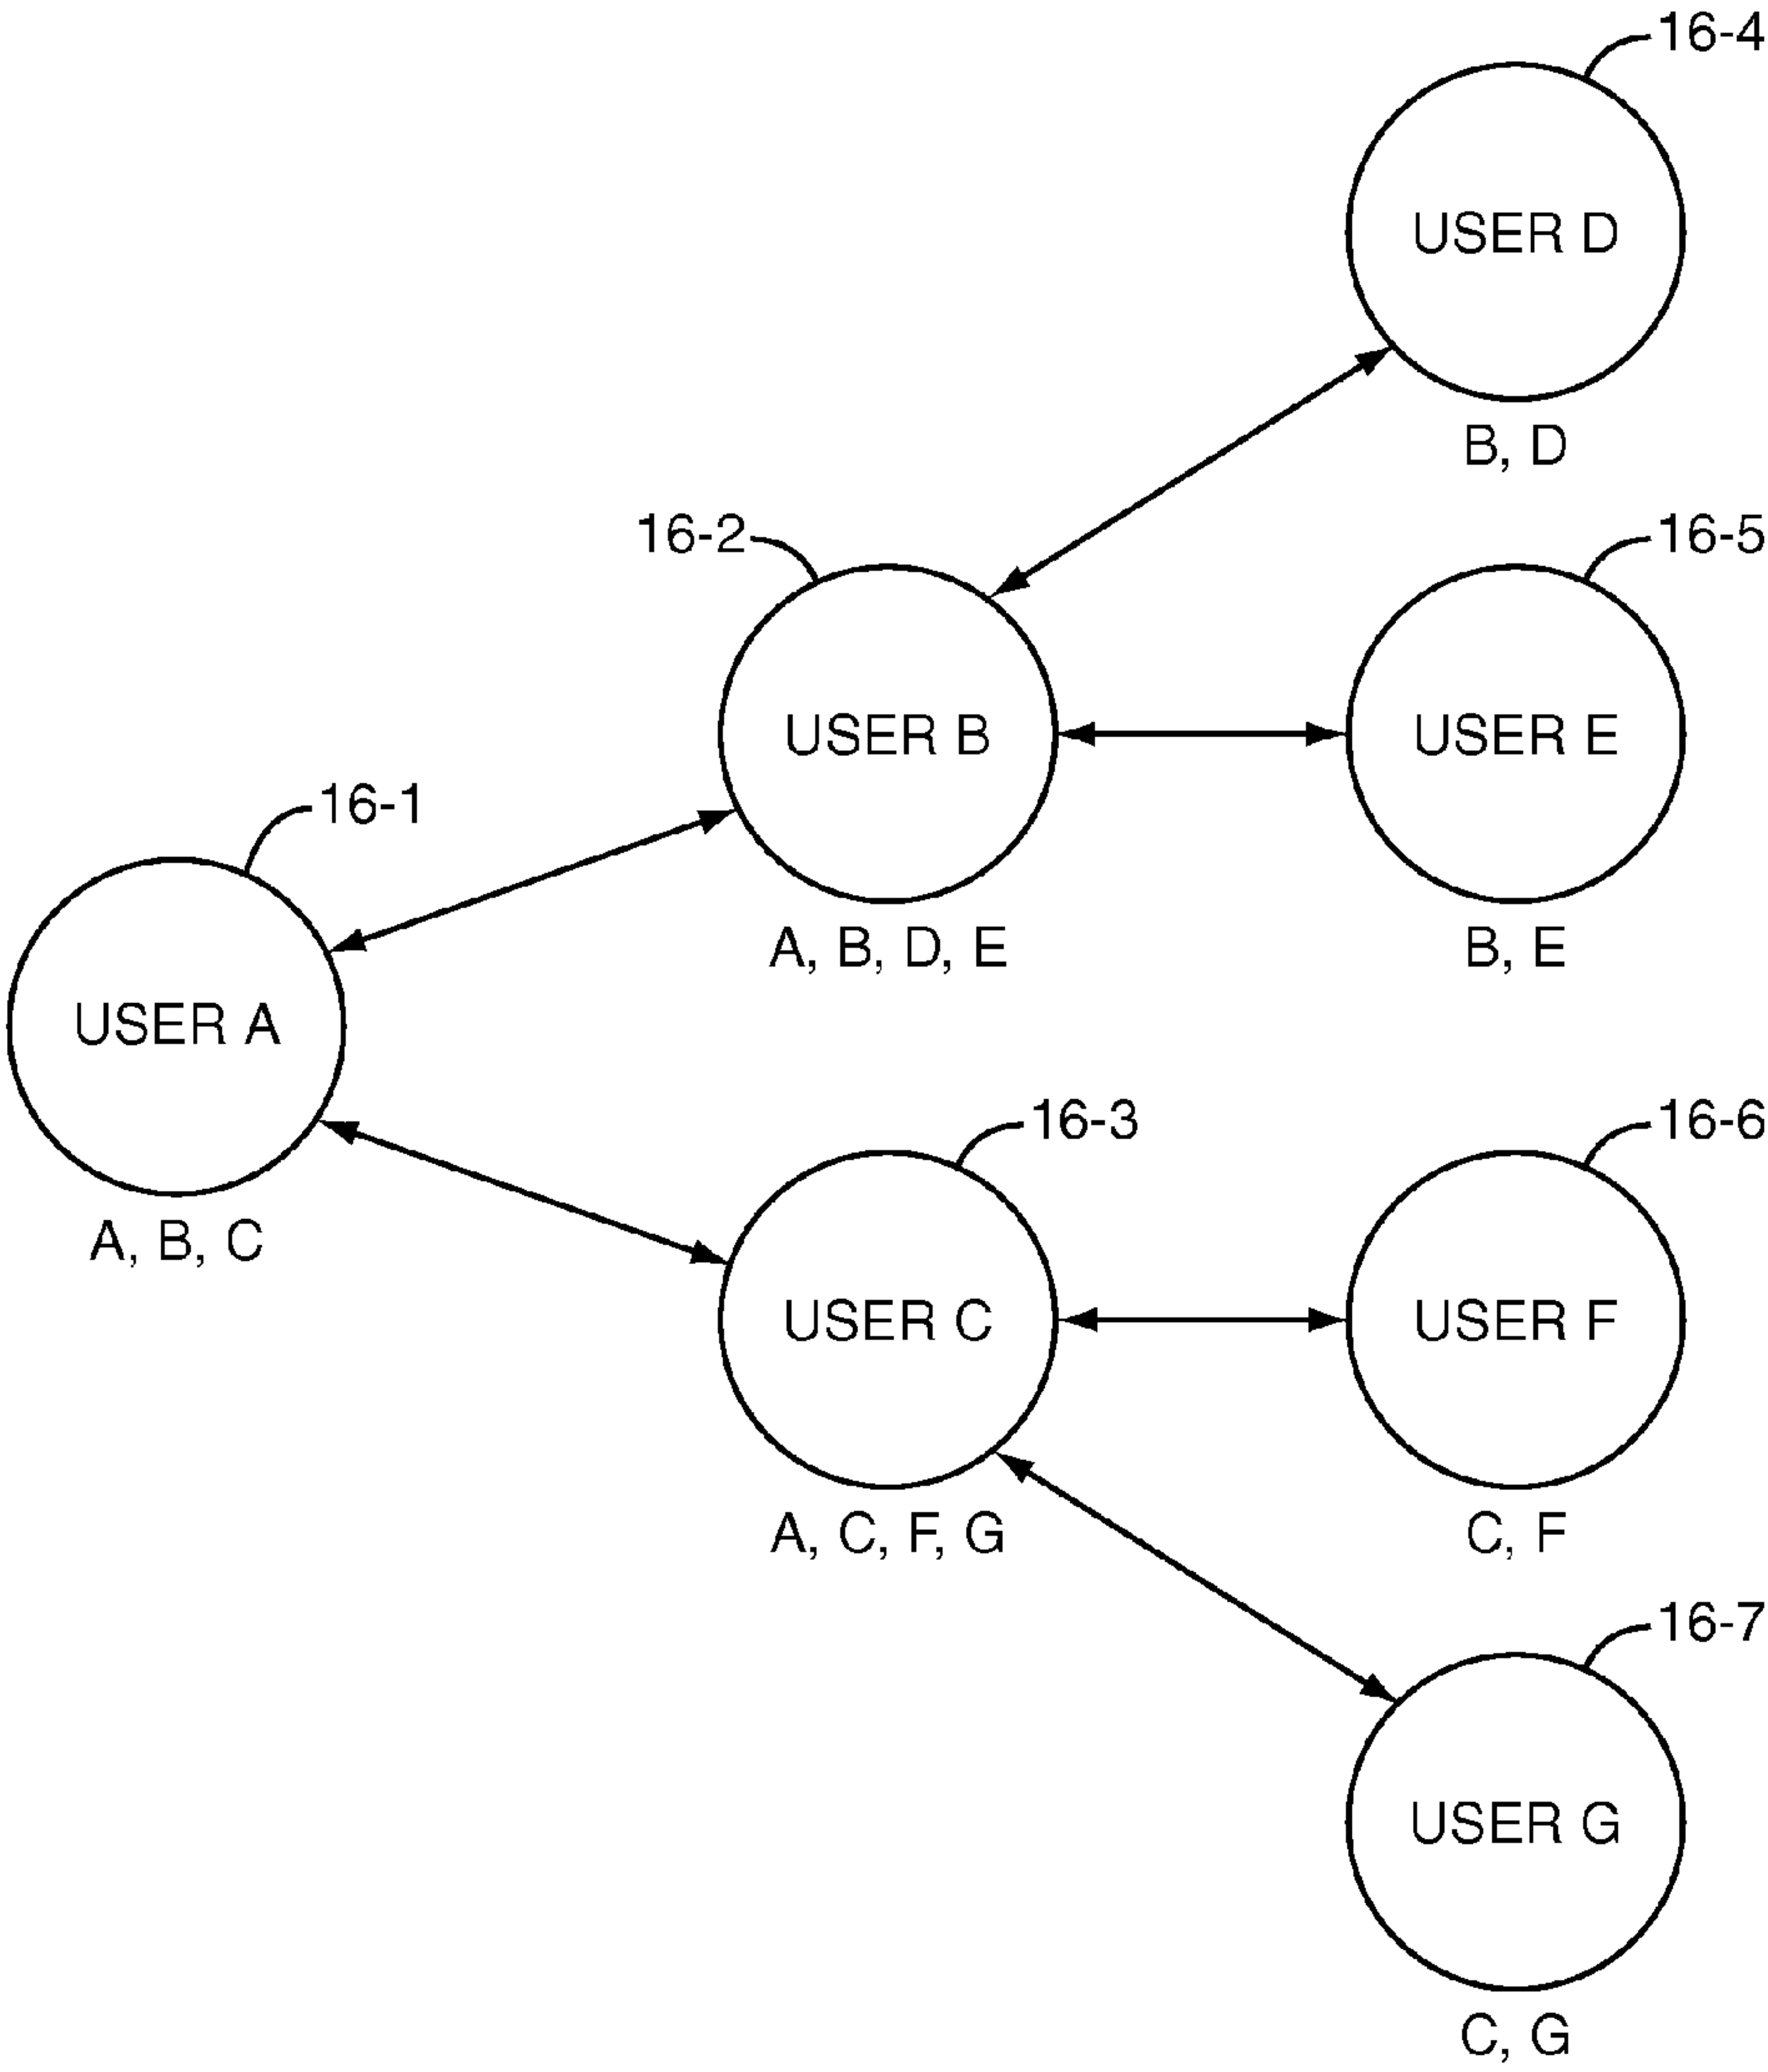 16-4
USER D
B, D
16-2
16-5
USER B
USER E
A, B, D, E
B, E
16-1
USER A
A, B, C
16-3
16-6
USER C
USER F
A, C, F, G
C, F
16-7
USER G
C, G